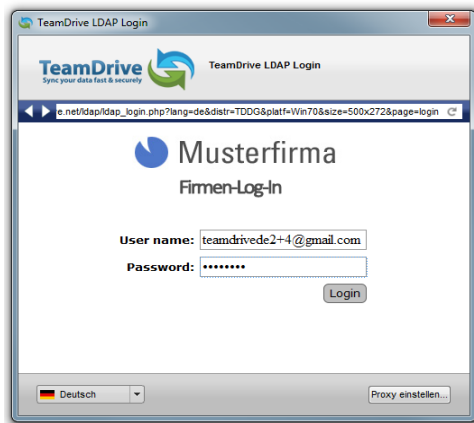 TeamDrive LDAP Login
TeamDrive
Sync your data fast & securely
TeamDrive LDAP Login
e.net/ldap/ldap_login.php?lang=de&distr=TDDG&platf=Win70&size=500x272&page=login
Musterfirma
Firmen-Log-In
User name: teamdrivede2+4@gmail.com
Password: ••••••••
Login
Deutsch
Proxy einstellen...